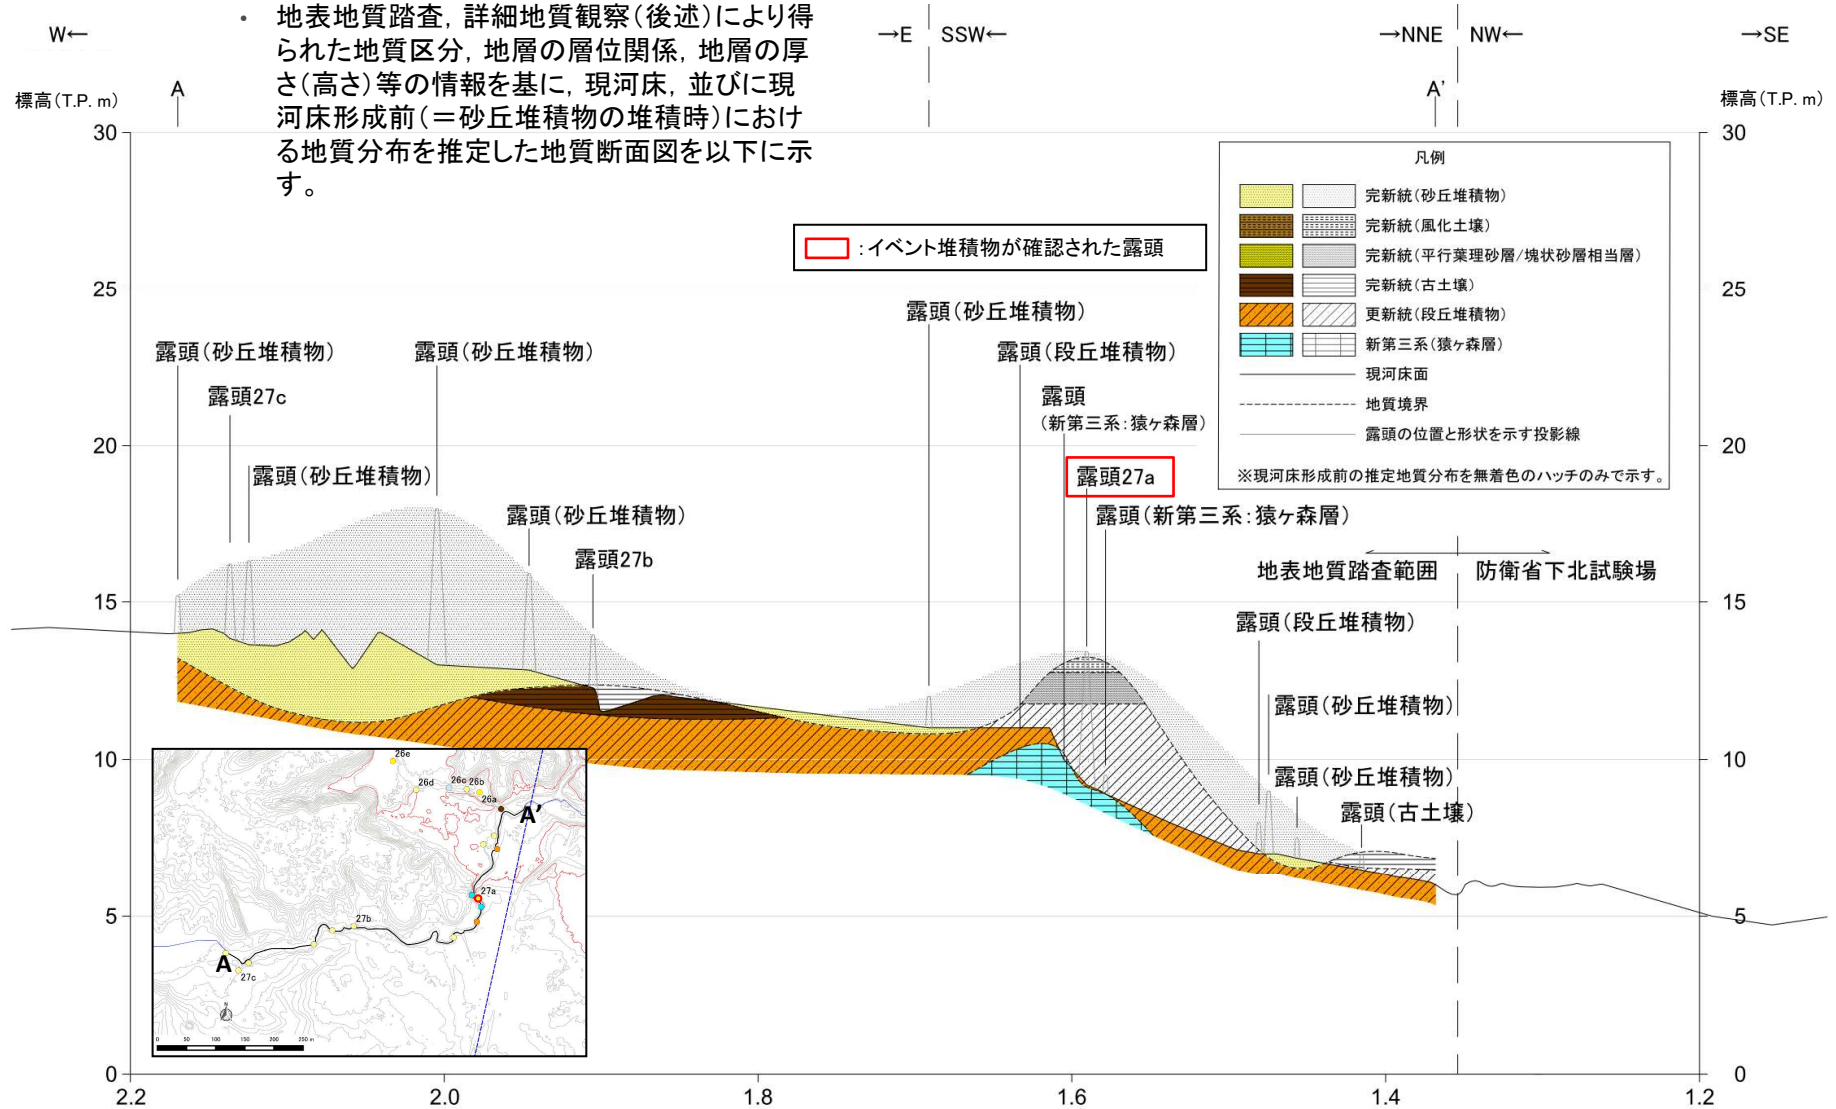 ・ 地表地質踏査，詳細地質観察（後述）により得
られた地質区分，地層の層位関係，地層の厚
さ（高さ）等の情報を基に，現河床，並びに現
河床形成前（＝砂丘堆積物の堆積時）におけ
る地質分布を推定した地質断面図を以下に示
す。
W←
→E
SSW←
→NNE
NW←
→SE
標高（T.P. m）
A
A'
標高（T.P. m）
凡例
完新統（砂丘堆積物）
完新統（風化土壌）
完新統（平行葉理砂層/塊状砂層相当層）
完新統（古土壌）
更新統（段丘堆積物）
新第三系（猿ヶ森層）
現河床面
地質境界
露頭の位置と形状を示す投影線
※現河床形成前の推定地質分布を無着色のハッチのみで示す。
：イベント堆積物が確認された露頭
露頭（砂丘堆積物）
露頭27c
露頭（砂丘堆積物）
露頭（砂丘堆積物）
露頭（砂丘堆積物）
露頭27b
露頭（砂丘堆積物）
露頭（段丘堆積物）
露頭
（新第三系：猿ヶ森層）
露頭27a
露頭（新第三系：猿ヶ森層）
地表地質踏査範囲
防衛省下北試験場
露頭（段丘堆積物）
露頭（砂丘堆積物）
露頭（砂丘堆積物）
露頭（古土壌）
30
25
20
15
10
5
0
30
25
20
15
10
5
0
2.2
2.0
1.8
1.6
1.4
1.2
26e
26d
26c
26b
26a
A'
27a
27b
A
27c
N
0 50 100 150 200 250 m